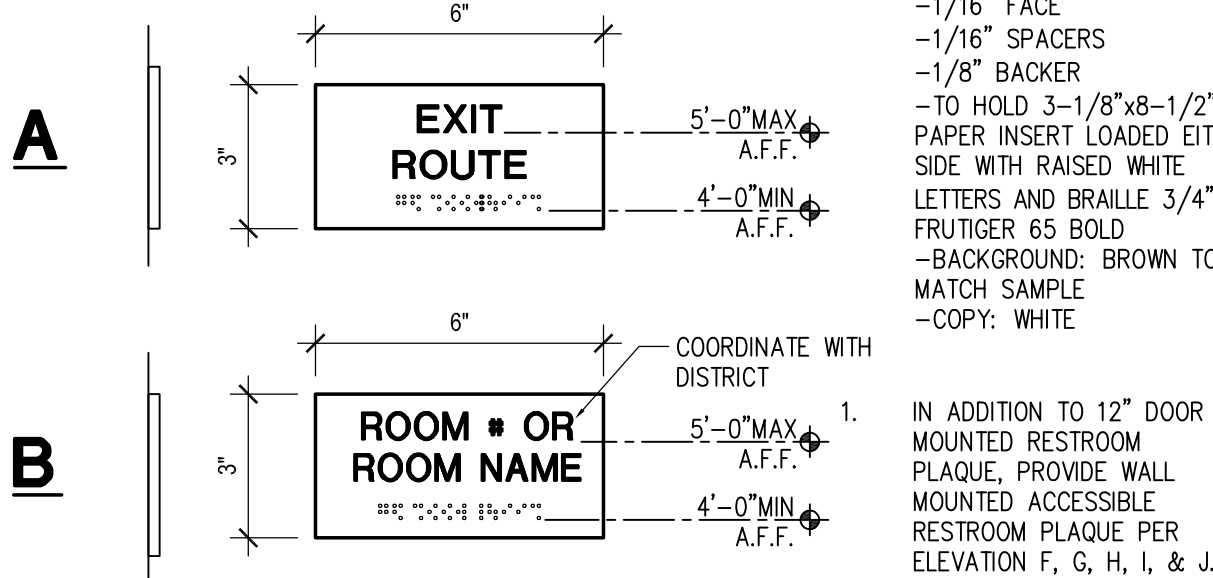 6"
A
3"
EXIT
ROUTE
5'-0"MAX
A.F.F.
4'-0"MIN
A.F.F.
-1/16" FACE
-1/16" SPACERS
-1/8" BACKER
-TO HOLD 3-1/8"x8-1/2"
PAPER INSERT LOADED EIT
SIDE WITH RAISED WHITE
LETTERS AND BRAILLE 3/4"
FRUTIGER 65 BOLD
-BACKGROUND: BROWN TO
MATCH SAMPLE
-COPY: WHITE
6"
COORDINATE WITH
DISTRICT
B
3"
ROOM # OR
ROOM NAME
5'-0"MAX
A.F.F.
4'-0"MIN
A.F.F.
1. IN ADDITION TO 12" DOOR
MOUNTED RESTROOM
PLAQUE, PROVIDE WALL
MOUNTED ACCESSIBLE
RESTROOM PLAQUE PER
ELEVATION F, G, H, I, & J.